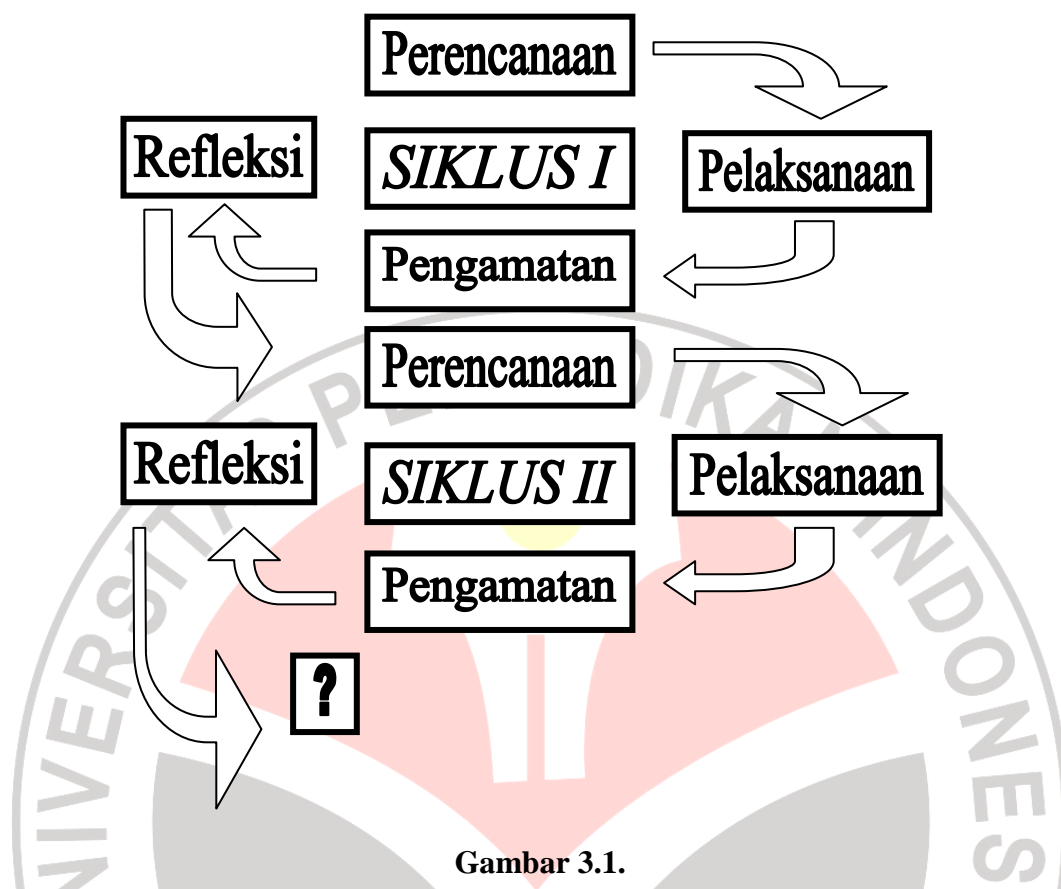 Perencanaan
Refleksi
SIKLUS I
Pelaksanaan
Pengamatan
Perencanaan
Refleksi
SIKLUS II
Pelaksanaan
Pengamatan
?
Gambar 3.1.